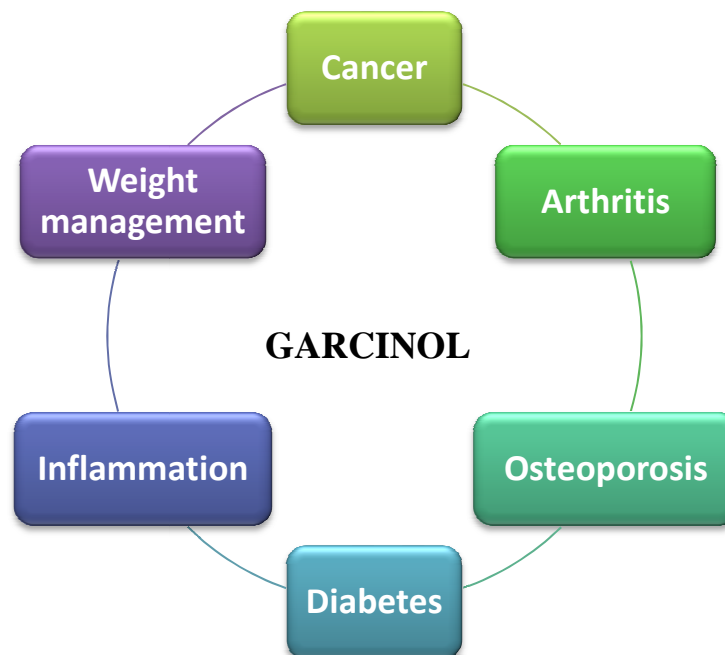 Cancer
Weight
management
Arthritis
GARCINOL
Inflammation
Osteoporosis
Diabetes